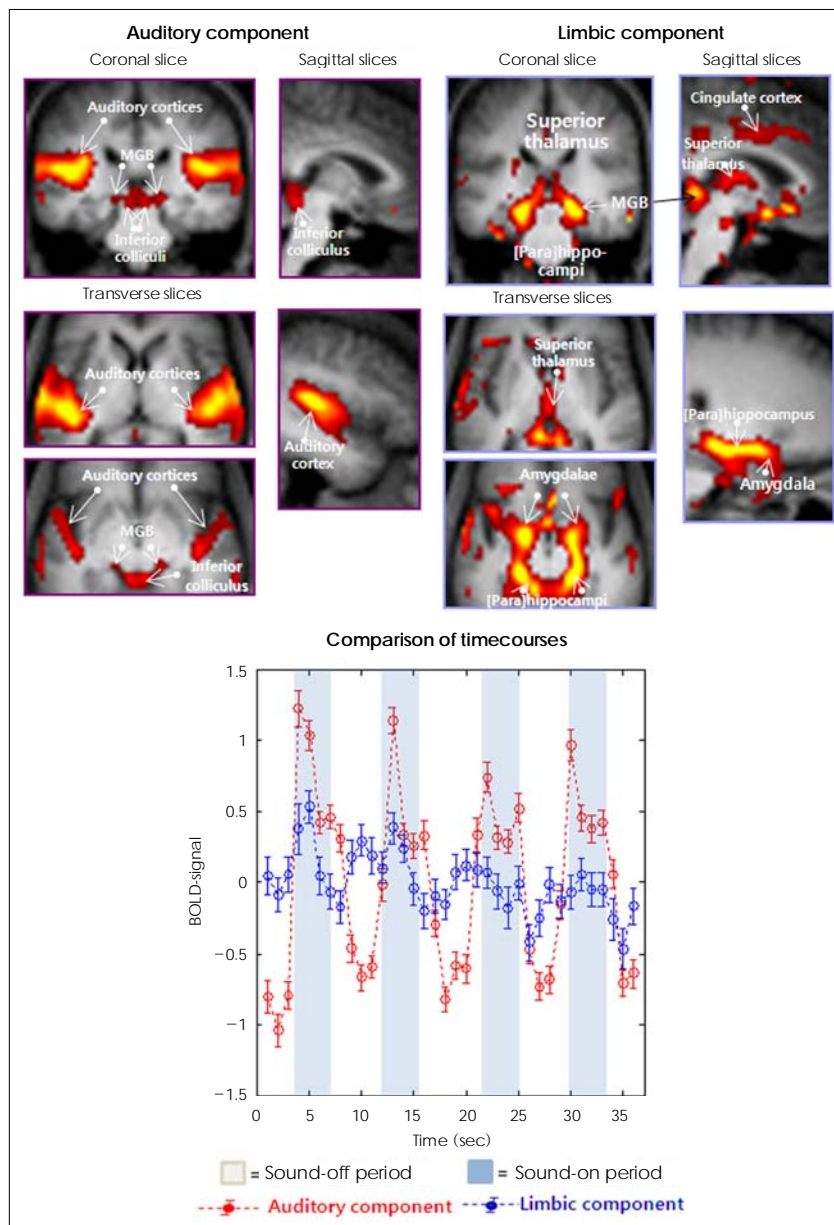 Auditory component
Limbic component
Coronal slice
Sagittal slices
Coronal slice
Sagittal slices
Auditory cortices
MGB
Inferior
colliculi
Inferior
colliculus
Superior
thalamus
MGB
[Para]hippo-
campi
Cingulate cortex
Superior
thalamus
Transverse slices
Transverse slices
Auditory cortices
Auditory
cortex
Superior
thalamus
[Para]hippocampus
Amygdala
Auditory cortices
MGB
Inferior
colliculus
Amygdalae
[Para]hippocampi
Comparison of timecourses
1.5
1
0.5
0
−0.5
−1
−1.5
BOLD-signal
0 5 10 15 20 25 30 35
Time (sec)
= Sound-off period
= Sound-on period
Auditory component
Limbic component